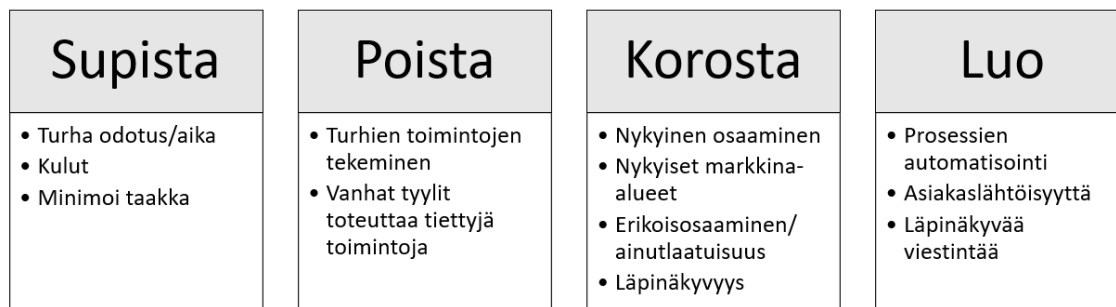 Supista
• Turha odotus/aika
• Kulut
• Minimoi taakka
Poista
• Turhien toimintojen
tekeminen
• Vanhat tyylit
toteuttaa tiettyjä
toimintoja
Korosta
• Nykyinen osaaminen
• Nykyiset markkina-
alueet
• Erikoisosaaminen/
ainutlaatuisuus
• Läpinäkyvyys
Luo
• Prosessien
automatisointi
• Asiakaslähtöisyyttä
• Läpinäkyvää
viestintää